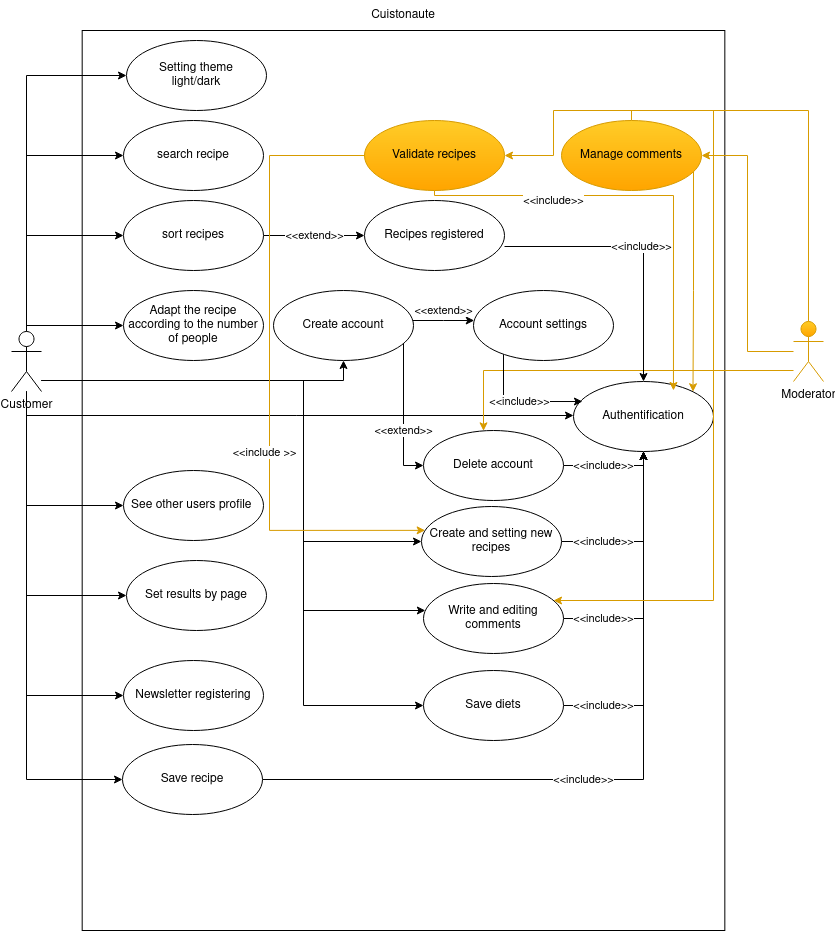 Cuistonaute
Setting theme
light/dark
search recipe
Validate recipes
Manage comments
<<include>>
sort recipes
<<extend>>
Recipes registered
<<include>>
Adapt the recipe
according to the number
of people
Create account
<<extend>>
Account settings
Customer
Moderator
<<include>>
Authentification
<<extend>>
<<include >>
Delete account
<<include>>
See other users profile
Create and setting new
recipes
<<include>>
Set results by page
Write and editing
comments
<<include>>
Newsletter registering
Save diets
<<include>>
Save recipe
<<include>>